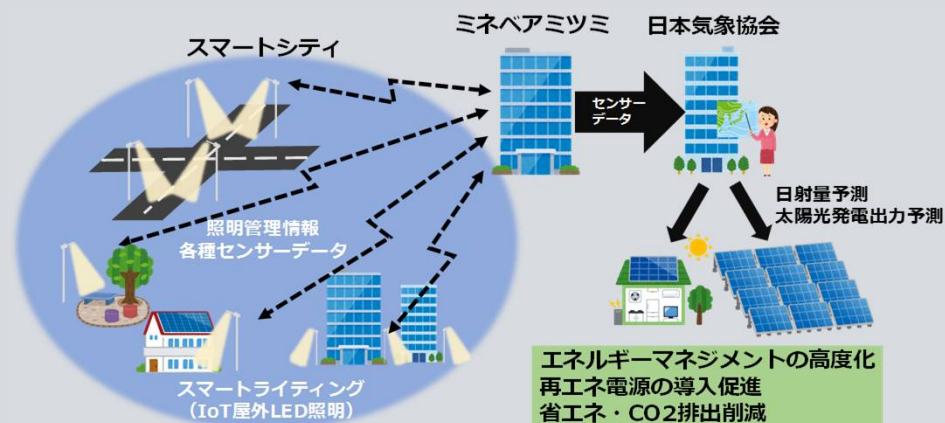 スマートシティ
ミネベアミツミ
日本気象協会
センサー
データ
照明管理情報
各種センサーデータ
スマートライティング
（IoT屋外LED照明）
日射量予測
太陽光発電出力予測
エネルギーマネジメントの高度化
再エネ電源の導入促進
省エネ・CO2排出削減